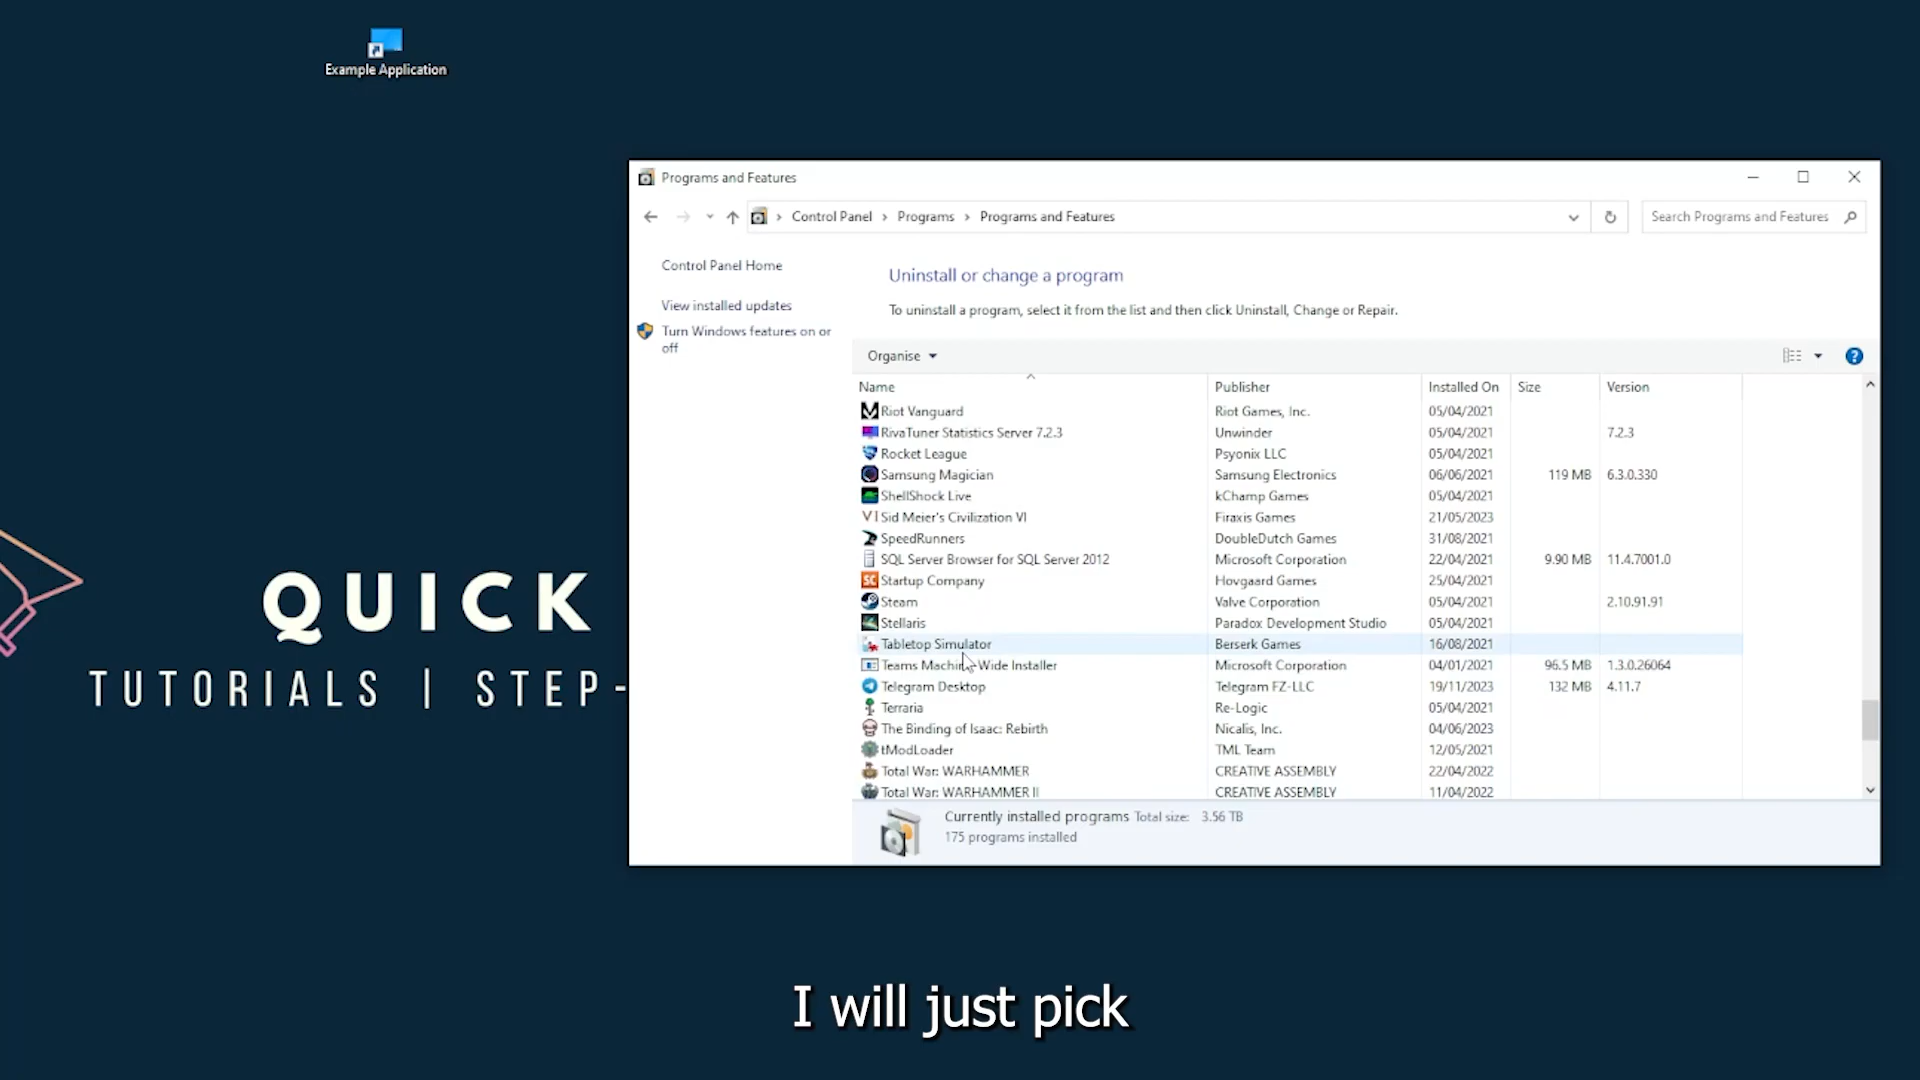 Example Application
Programs and Features
Control Panel › Programs › Programs and Features
Search Programs and Features
Control Panel Home
View installed updates
Turn Windows features on or
off
Uninstall or change a program
To uninstall a program, select it from the list and then click Uninstall, Change or Repair.
Organise
Name Publisher Installed On Size Version
Riot Vanguard Riot Games, Inc. 05/04/2021
RivaTuner Statistics Server 7.2.3 Unwinder 05/04/2021 7.2.3
Rocket League Psyonix LLC 05/04/2021
Samsung Magician Samsung Electronics 06/06/2021 119 MB 6.3.0.330
ShellShock Live kChamp Games 05/04/2021
VI Sid Meier's Civilization VI Firaxis Games 21/05/2023
SpeedRunners DoubleDutch Games 31/08/2021
SQL Server Browser for SQL Server 2012 Microsoft Corporation 22/04/2021 9.90 MB 11.4.7001.0
SC Startup Company Hovgaard Games 25/04/2021
Steam Valve Corporation 05/04/2021 2.10.91.91
Stellaris Paradox Development Studio 05/04/2021
Tabletop Simulator Berserk Games 16/08/2021
Teams Machine-Wide Installer Microsoft Corporation 04/01/2021 96.5 MB 1.3.0.26064
Telegram Desktop Telegram FZ-LLC 19/11/2023 132 MB 4.11.7
Terraria Re-Logic 05/04/2021
The Binding of Isaac: Rebirth Nicalis, Inc. 04/06/2023
tModLoader TML Team 12/05/2021
Total War: WARHAMMER CREATIVE ASSEMBLY 22/04/2022
Total War: WARHAMMER II CREATIVE ASSEMBLY 11/04/2022
Currently installed programs Total size: 3.56 TB
175 programs installed
QUICK
TUTORIALS | STEP-
I will just pick